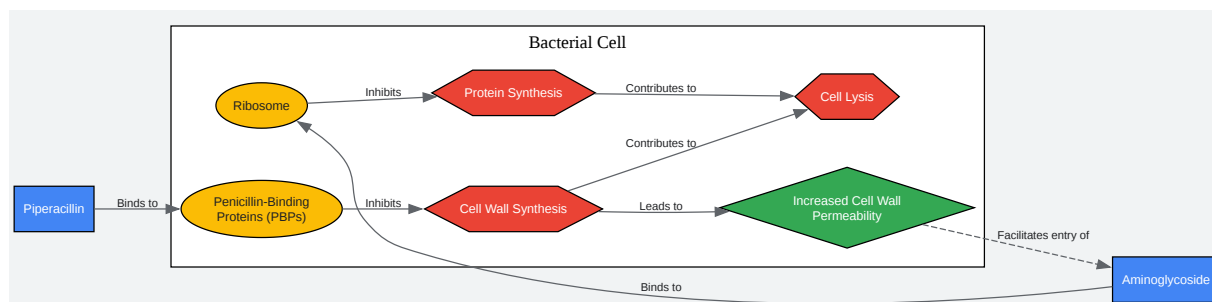 Bacterial Cell
Ribosome
Inhibits
Protein Synthesis
Contributes to
Cell Lysis
Contributes to
Piperacillin
Binds to
Penicillin-Binding
Proteins (PBPs)
Inhibits
Cell Wall Synthesis
Leads to
Increased Cell Wall
Permeability
Facilitates entry of
Binds to
Aminoglycoside